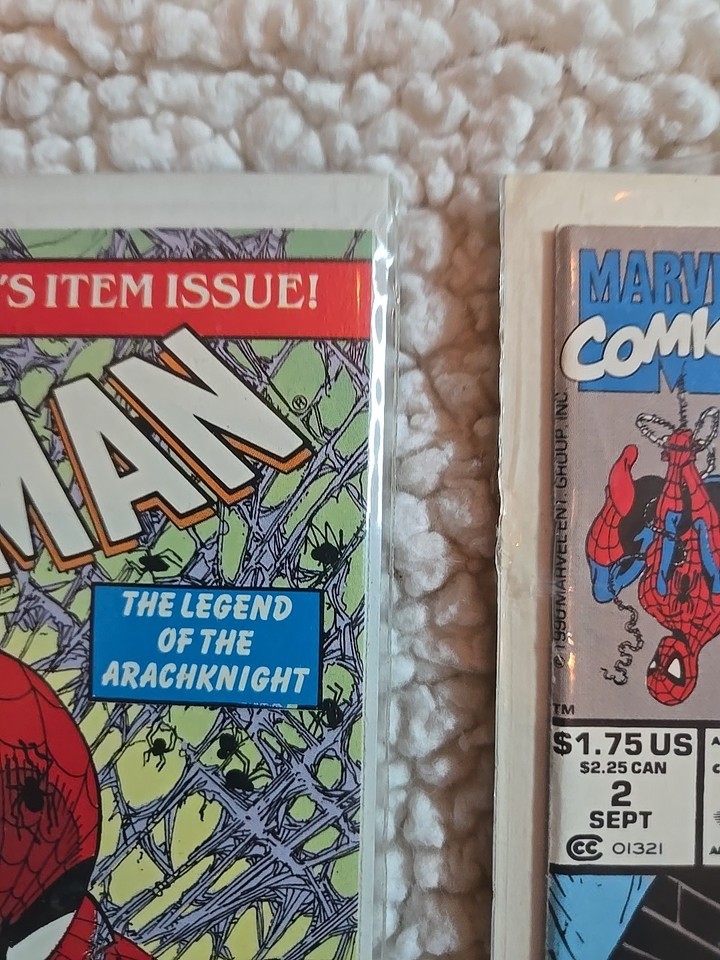 'S ITEM ISSUE!
MAN®
THE LEGEND
OF THE
ARACHKNIGHT
MARVE
COMIC
© 1990 MARVEL ENT. GROUP, INC.
TM
$1.75 US
$2.25 CAN
2
SEPT
CC 01321